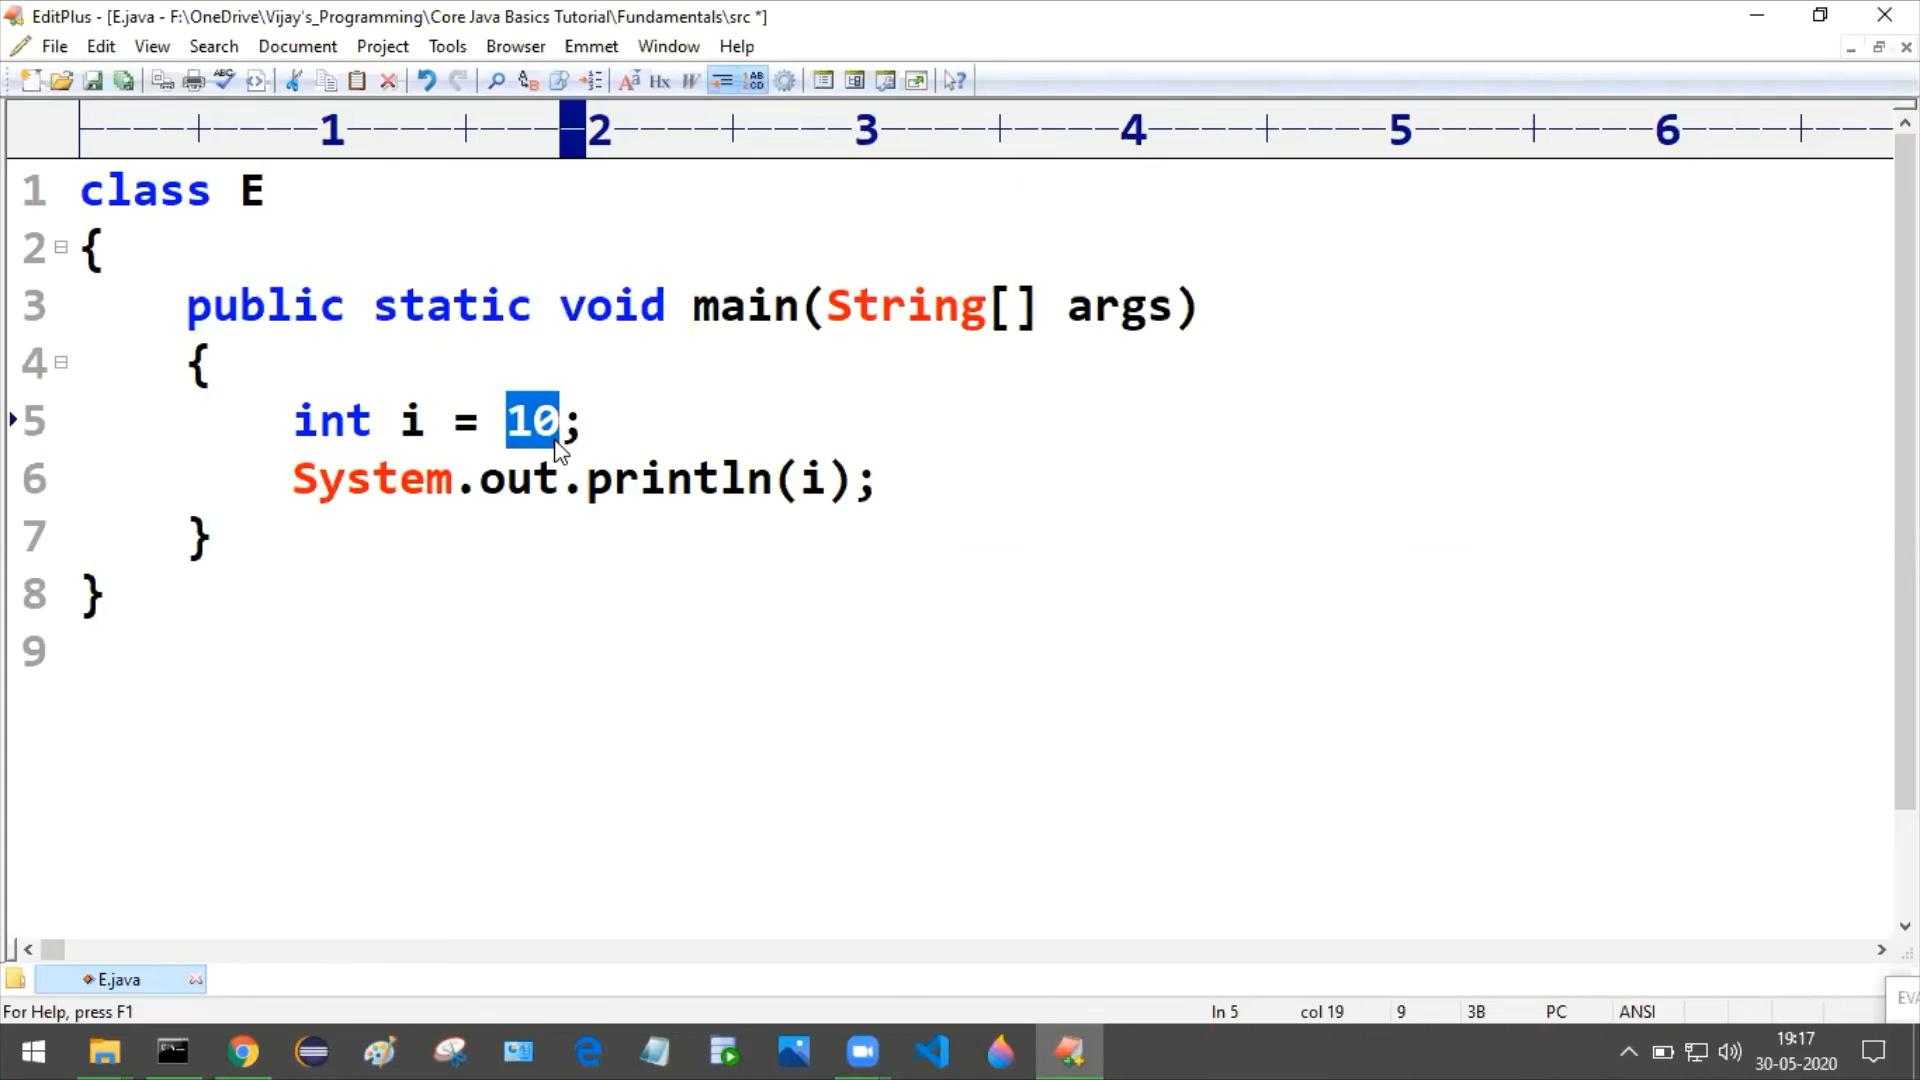 EditPlus - [E.java - F:\OneDrive\Vijay's_Programming\Core Java Basics Tutorial\Fundamentals\src *]
File Edit View Search Document Project Tools Browser Emmet Window Help
1 2 3 4 5 6
1 class E
2 {
3 public static void main(String[] args)
4 {
5 int i = 10;
6 System.out.println(i);
7 }
8 }
9
E.java
For Help, press F1 ln 5 col 19 9 3B PC ANSI
19:17
30-05-2020